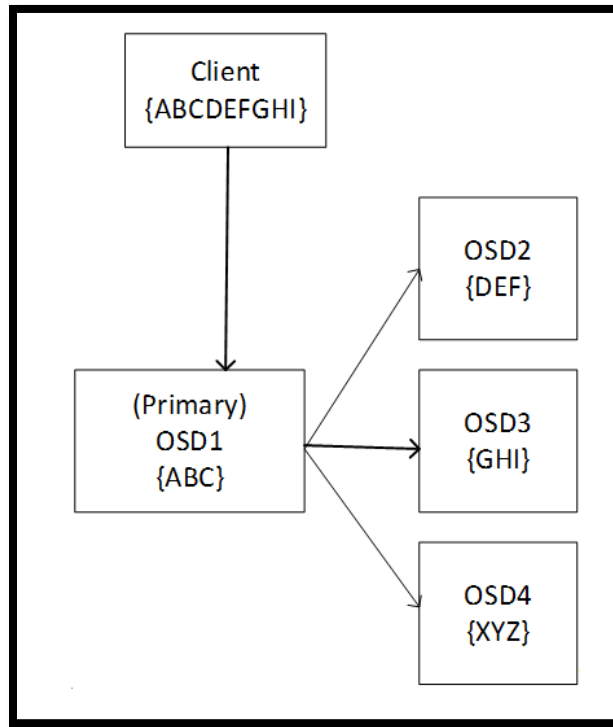 Client
{ABCDEFGHI}
(Primary)
OSD1
{ABC}
OSD2
{DEF}
OSD3
{GHI}
OSD4
{XYZ}